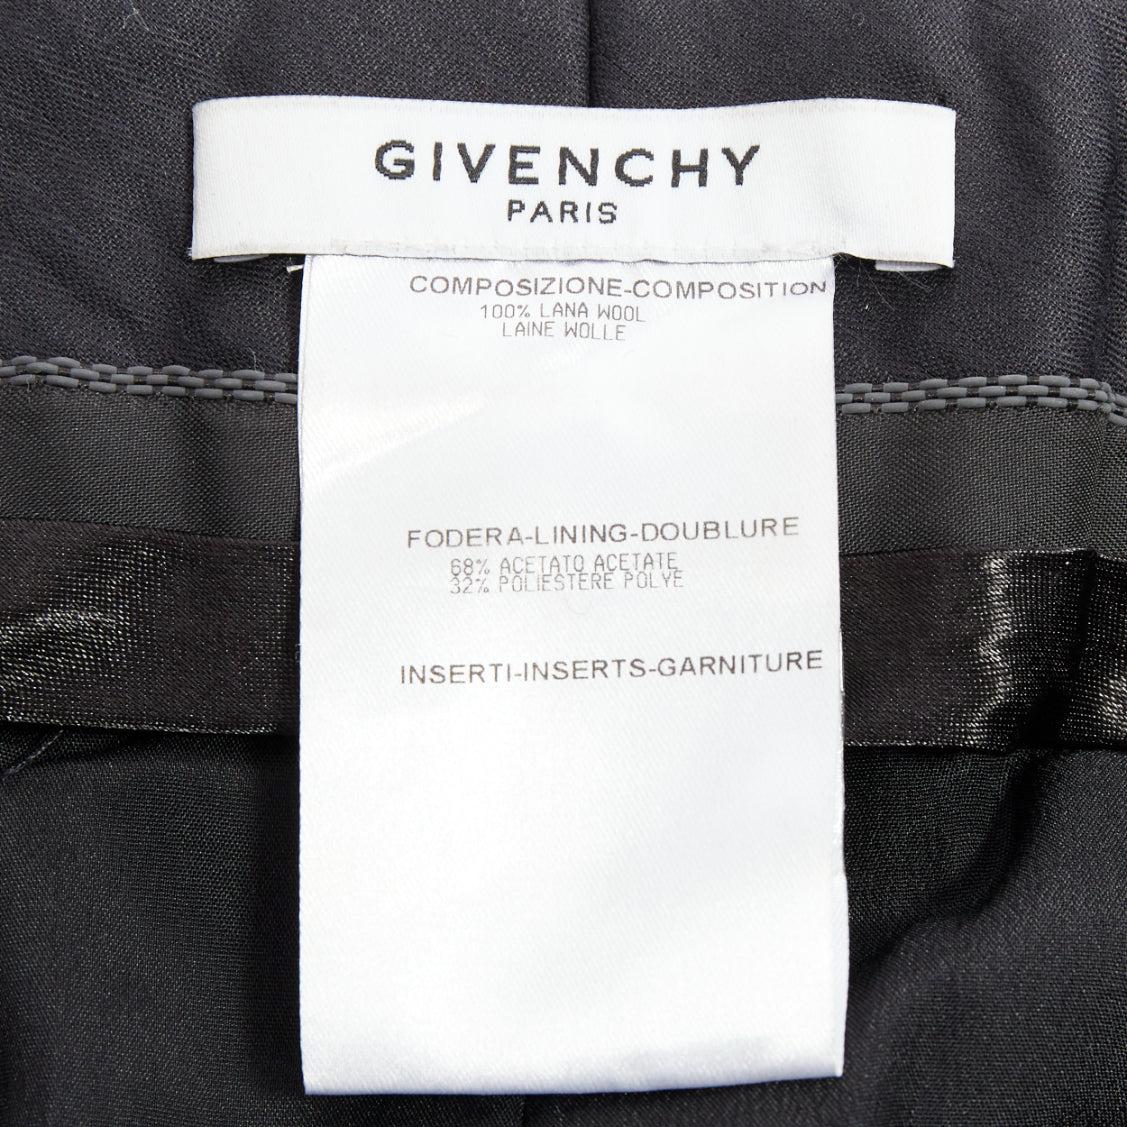 GIVENCHY
PARIS
COMPOSIZIONE-COMPOSITION
100% LANA WOOL
LAINE WOLLE
FODERA-LINING-DOUBLURE
68% ACETATO ACETATE
32% POLIESTERE POLYE
INSERTI-INSERTS-GARNITURE